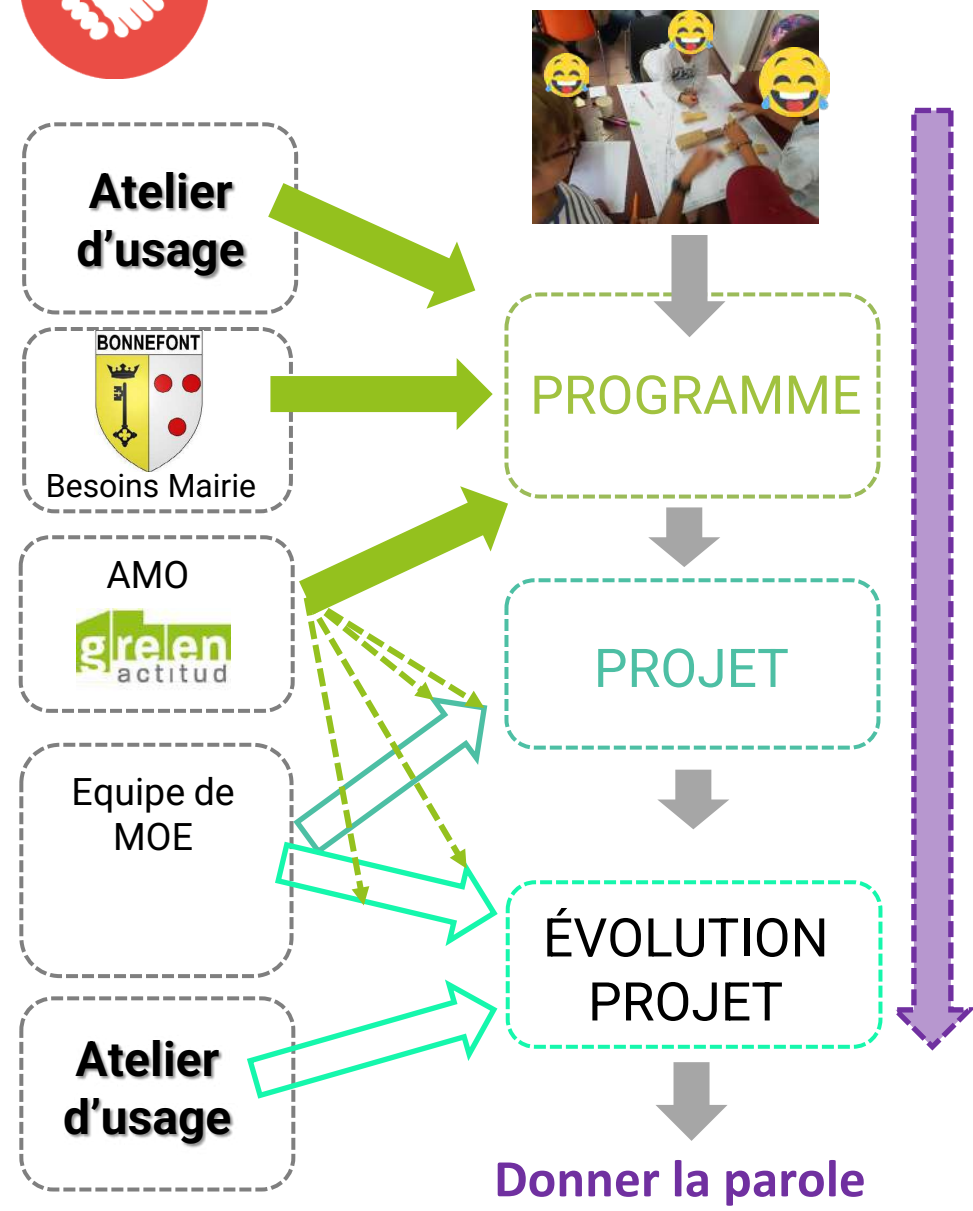 Atelier
d'usage
BONNEFONT
Besoins Mairie
AMO
green
actitud
Equipe de
MOE
Atelier
d'usage
PROGRAMME
PROJET
ÉVOLUTION
PROJET
Donner la parole